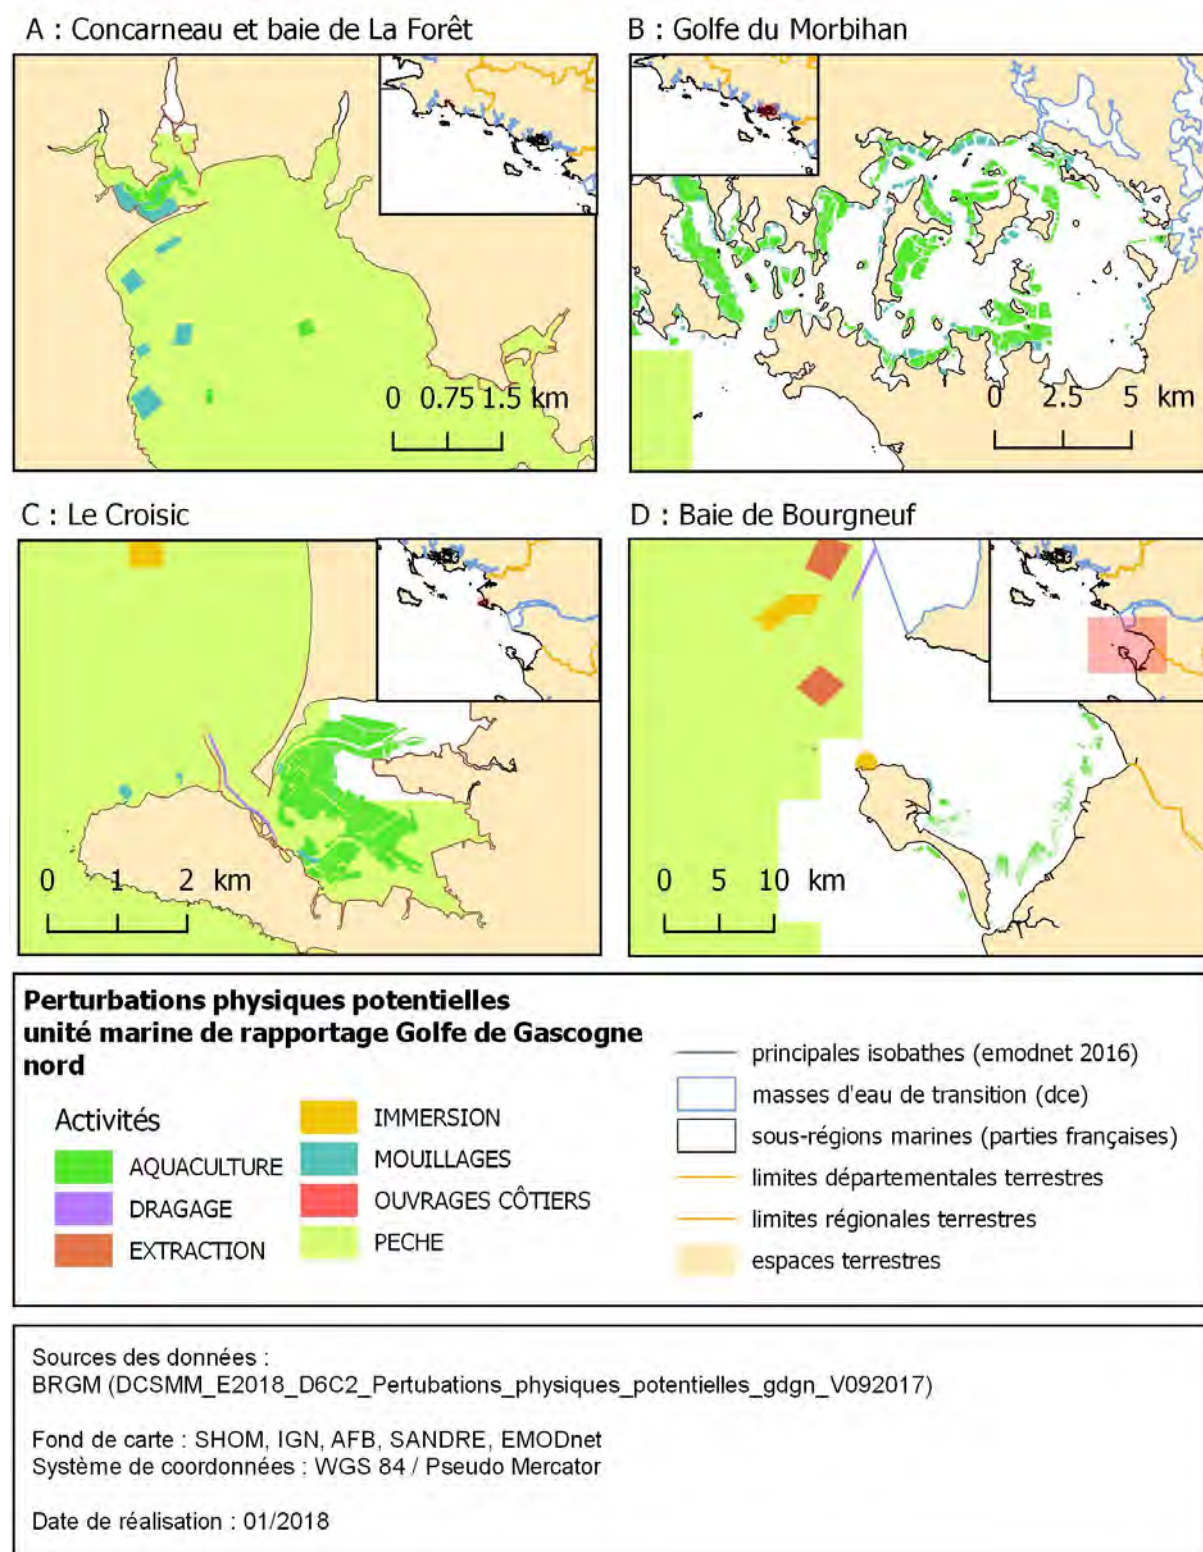 A : Concarneau et baie de La Forêt
B : Golfe du Morbihan
0 0.75 1.5 km
0 2.5 5 km
C : Le Croisic
D : Baie de Bourgneuf
0 1 2 km
0 5 10 km
Perturbations physiques potentielles
unité marine de rapportage Golfe de Gascogne
nord
Activités
AQUACULTURE
DRAGAGE
EXTRACTION
IMMERSION
MOUILLAGES
OUVRAGES CÔTIERS
PECHE
principales isobathes (emodnet 2016)
masses d'eau de transition (dce)
sous-régions marines (parties françaises)
limites départementales terrestres
limites régionales terrestres
espaces terrestres
Sources des données :
BRGM (DCSMM_E2018_D6C2_Pertubations_physiques_potentielles_gdgn_V092017)
Fond de carte : SHOM, IGN, AFB, SANDRE, EMODnet
Système de coordonnées : WGS 84 / Pseudo Mercator
Date de réalisation : 01/2018